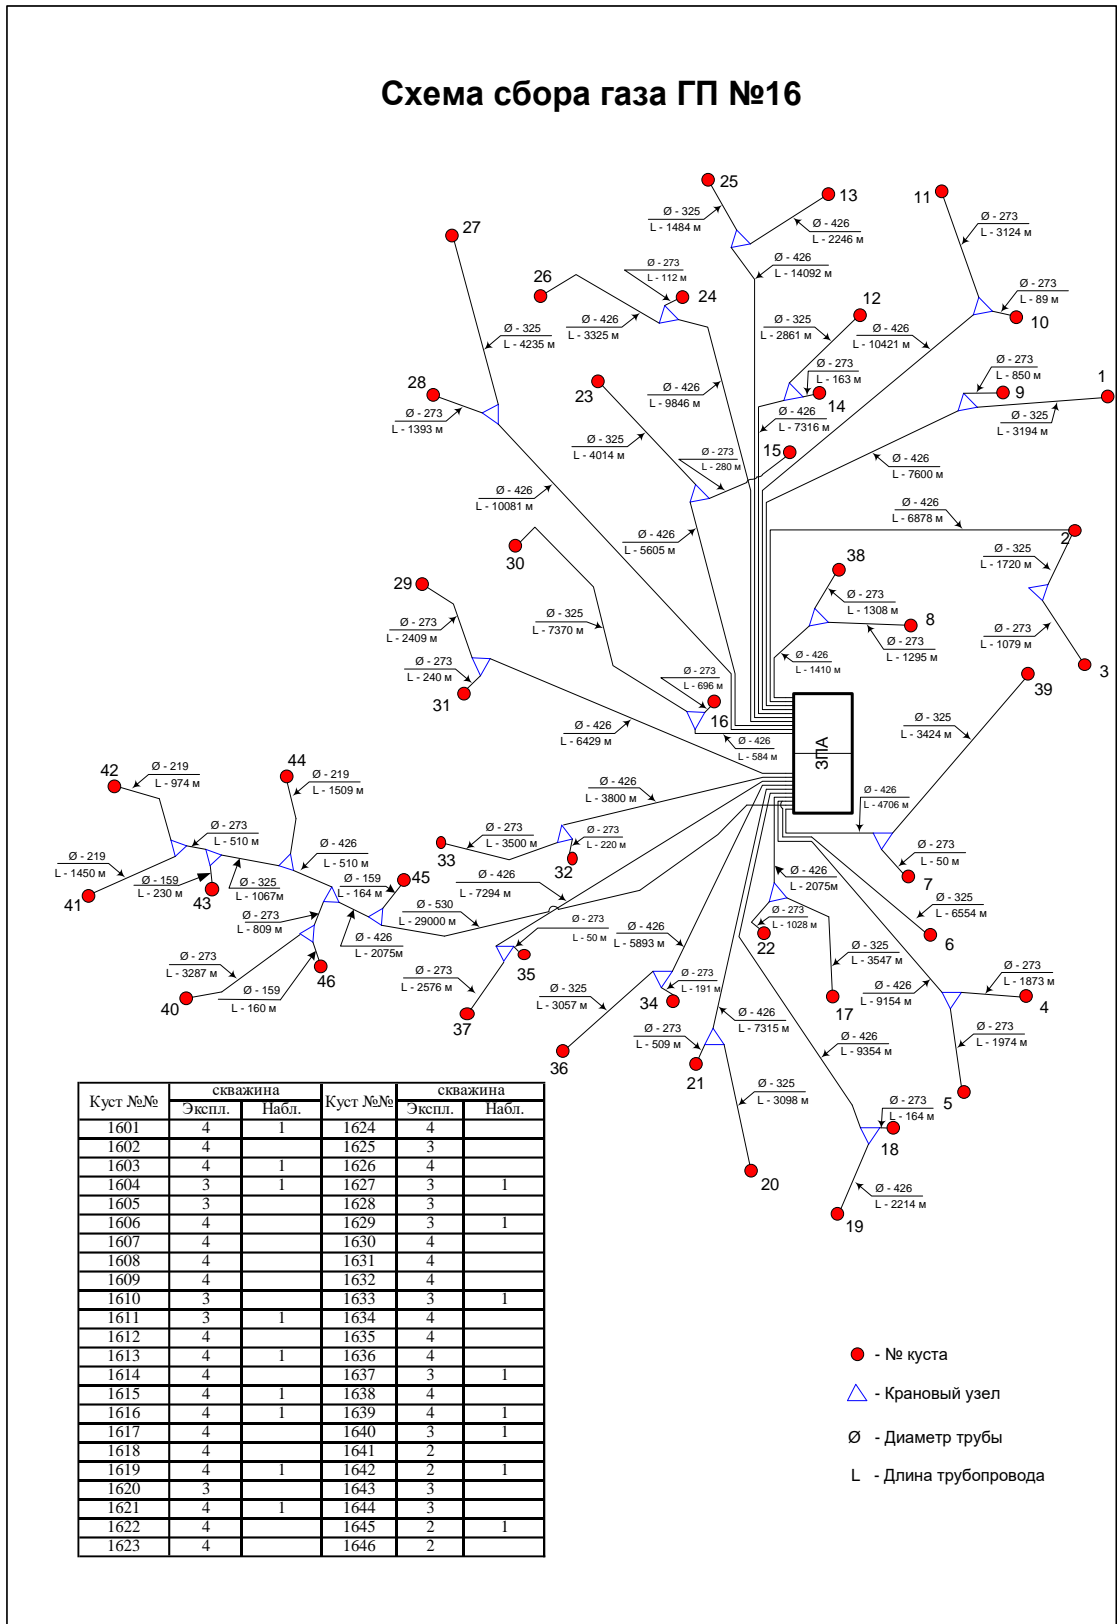 Схема сбора газа ГП №16
25
13
11
27
Ø - 325
L - 1484 м
Ø - 426
L - 2246 м
Ø - 273
L - 3124 м
Ø - 426
L - 14092 м
26
Ø - 273
L - 112 м
24
12
Ø - 273
L - 89 м
10
Ø - 325
L - 4235 м
Ø - 426
L - 3325 м
Ø - 325
L - 2861 м
Ø - 426
L - 10421 м
28
Ø - 273
L - 1393 м
23
Ø - 426
L - 9846 м
Ø - 273
L - 163 м
14
Ø - 273
L - 850 м
9
1
Ø - 325
L - 3194 м
Ø - 325
L - 4014 м
Ø - 426
L - 7316 м
Ø - 273
L - 280 м
15
Ø - 426
L - 7600 м
Ø - 426
L - 10081 м
Ø - 426
L - 6878 м
2
30
Ø - 426
L - 5605 м
Ø - 325
L - 1720 м
29
38
Ø - 273
L - 1308 м
8
Ø - 325
L - 7370 м
Ø - 273
L - 2409 м
Ø - 273
L - 1295 м
Ø - 273
L - 1079 м
3
Ø - 426
L - 1410 м
39
Ø - 273
L - 240 м
31
Ø - 273
L - 696 м
16
Ø - 426
L - 6429 м
Ø - 426
L - 584 м
ЗПА
Ø - 325
L - 3424 м
42
Ø - 219
L - 974 м
44
Ø - 219
L - 1509 м
Ø - 426
L - 3800 м
Ø - 426
L - 4706 м
33
Ø - 273
L - 3500 м
Ø - 273
L - 220 м
32
Ø - 273
L - 510 м
Ø - 426
L - 510 м
Ø - 219
L - 1450 м
41
Ø - 159
L - 230 м
43
Ø - 325
L - 1067м
Ø - 159
L - 164 м
45
Ø - 426
L - 7294 м
Ø - 426
L - 2075м
Ø - 273
L - 50 м
7
Ø - 530
L - 29000 м
Ø - 273
L - 809 м
Ø - 426
L - 2075м
Ø - 273
L - 50 м
35
Ø - 426
L - 5893 м
Ø - 273
L - 1028 м
22
Ø - 325
L - 6554 м
6
Ø - 273
L - 3287 м
40
Ø - 159
L - 160 м
46
Ø - 273
L - 2576 м
37
Ø - 325
L - 3057 м
36
Ø - 273
L - 191 м
34
Ø - 325
L - 3547 м
17
Ø - 426
L - 9154 м
Ø - 273
L - 1873 м
4
Ø - 273
L - 509 м
21
Ø - 426
L - 7315 м
Ø - 426
L - 9354 м
Ø - 273
L - 1974 м
5
Ø - 325
L - 3098 м
20
Ø - 273
L - 164 м
18
Ø - 426
L - 2214 м
19
Куст №№ скважина Куст №№ скважина
Экспл. Набл. Экспл. Набл.
1601 4 1 1624 4
1602 4 1625 3
1603 4 1 1626 4
1604 3 1 1627 3 1
1605 3 1628 3
1606 4 1629 3 1
1607 4 1630 4
1608 4 1631 4
1609 4 1632 4
1610 3 1633 3 1
1611 3 1 1634 4
1612 4 1635 4
1613 4 1 1636 4
1614 4 1637 3 1
1615 4 1 1638 4
1616 4 1 1639 4 1
1617 4 1640 3 1
1618 4 1641 2
1619 4 1 1642 2 1
1620 3 1643 3
1621 4 1 1644 3
1622 4 1645 2 1
1623 4 1646 2
- № куста
- Крановый узел
Ø - Диаметр трубы
L - Длина трубопровода